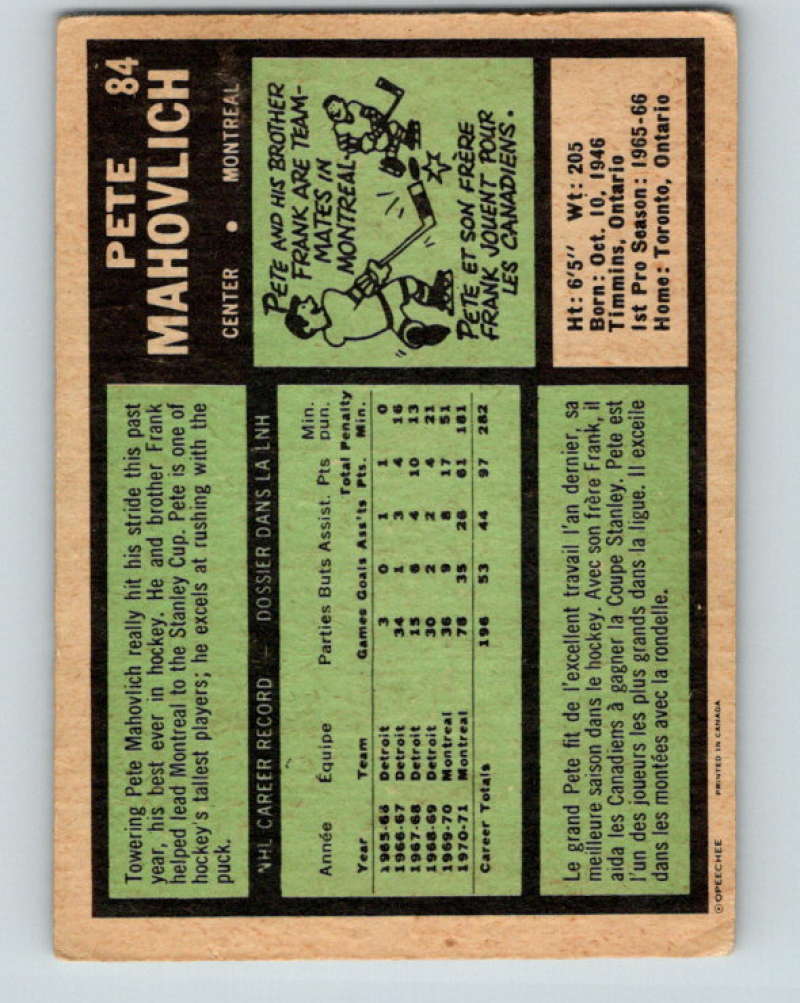 PETE 84
MAHOVLICH
CENTER • MONTREAL
Towering Pete Mahovlich really hit his stride this past
year, his best ever in hockey. He and brother Frank
helped lead Montreal to the Stanley Cup. Pete is one of
hockey's tallest players; he excels at rushing with the
puck.
PETE AND HIS BROTHER
FRANK ARE TEAM-
MATES IN
MONTREAL.
PETE ET SON FRÈRE
FRANK JOUENT POUR
LES CANADIENS.
Ht: 6'5" Wt: 205
Born: Oct. 10, 1946
Timmins, Ontario
1st Pro Season: 1965-66
Home: Toronto, Ontario
NHL CAREER RECORD – DOSSIER DANS LA LNH
Min.
Année Équipe Parties Buts Assist. Pts pun.
Total Penalty
Year Team Games Goals Ass'ts Pts. Min.
1965-66 Detroit 3 0 1 1 0
1966-67 Detroit 34 1 3 4 16
1967-68 Detroit 15 6 4 10 13
1968-69 Detroit 30 2 2 4 21
1969-70 Montreal 36 9 8 17 51
1970-71 Montreal 78 35 26 61 181
Career Totals 196 53 44 97 282
Le grand Pete fit de l'excellent travail l'an dernier, sa
meilleure saison dans le hockey. Avec son frère Frank, il
aida les Canadiens à gagner la Coupe Stanley. Pete est
l'un des joueurs les plus grands dans la ligue. Il excelle
dans les montées avec la rondelle.
©OPEECHEE PRINTED IN CANADA